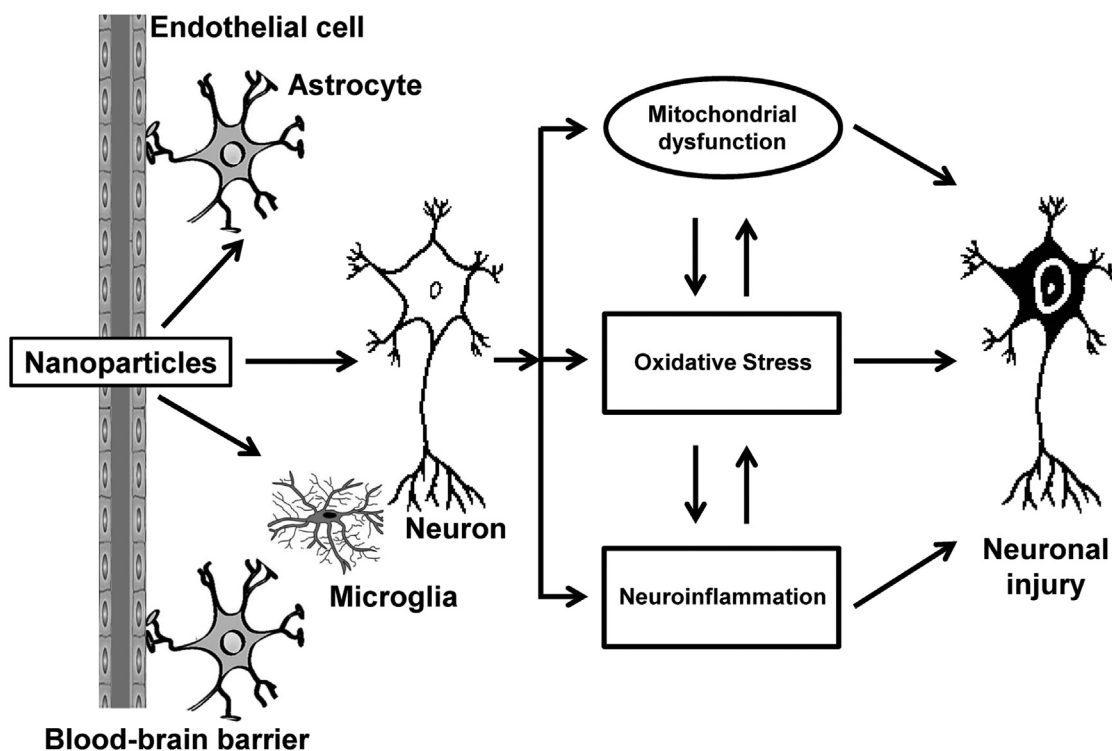 Endothelial cell
Astrocyte
Mitochondrial
dysfunction
Nanoparticles
Oxidative Stress
Neuron
Microglia
Neuroinflammation
Neuronal
injury
Blood-brain barrier